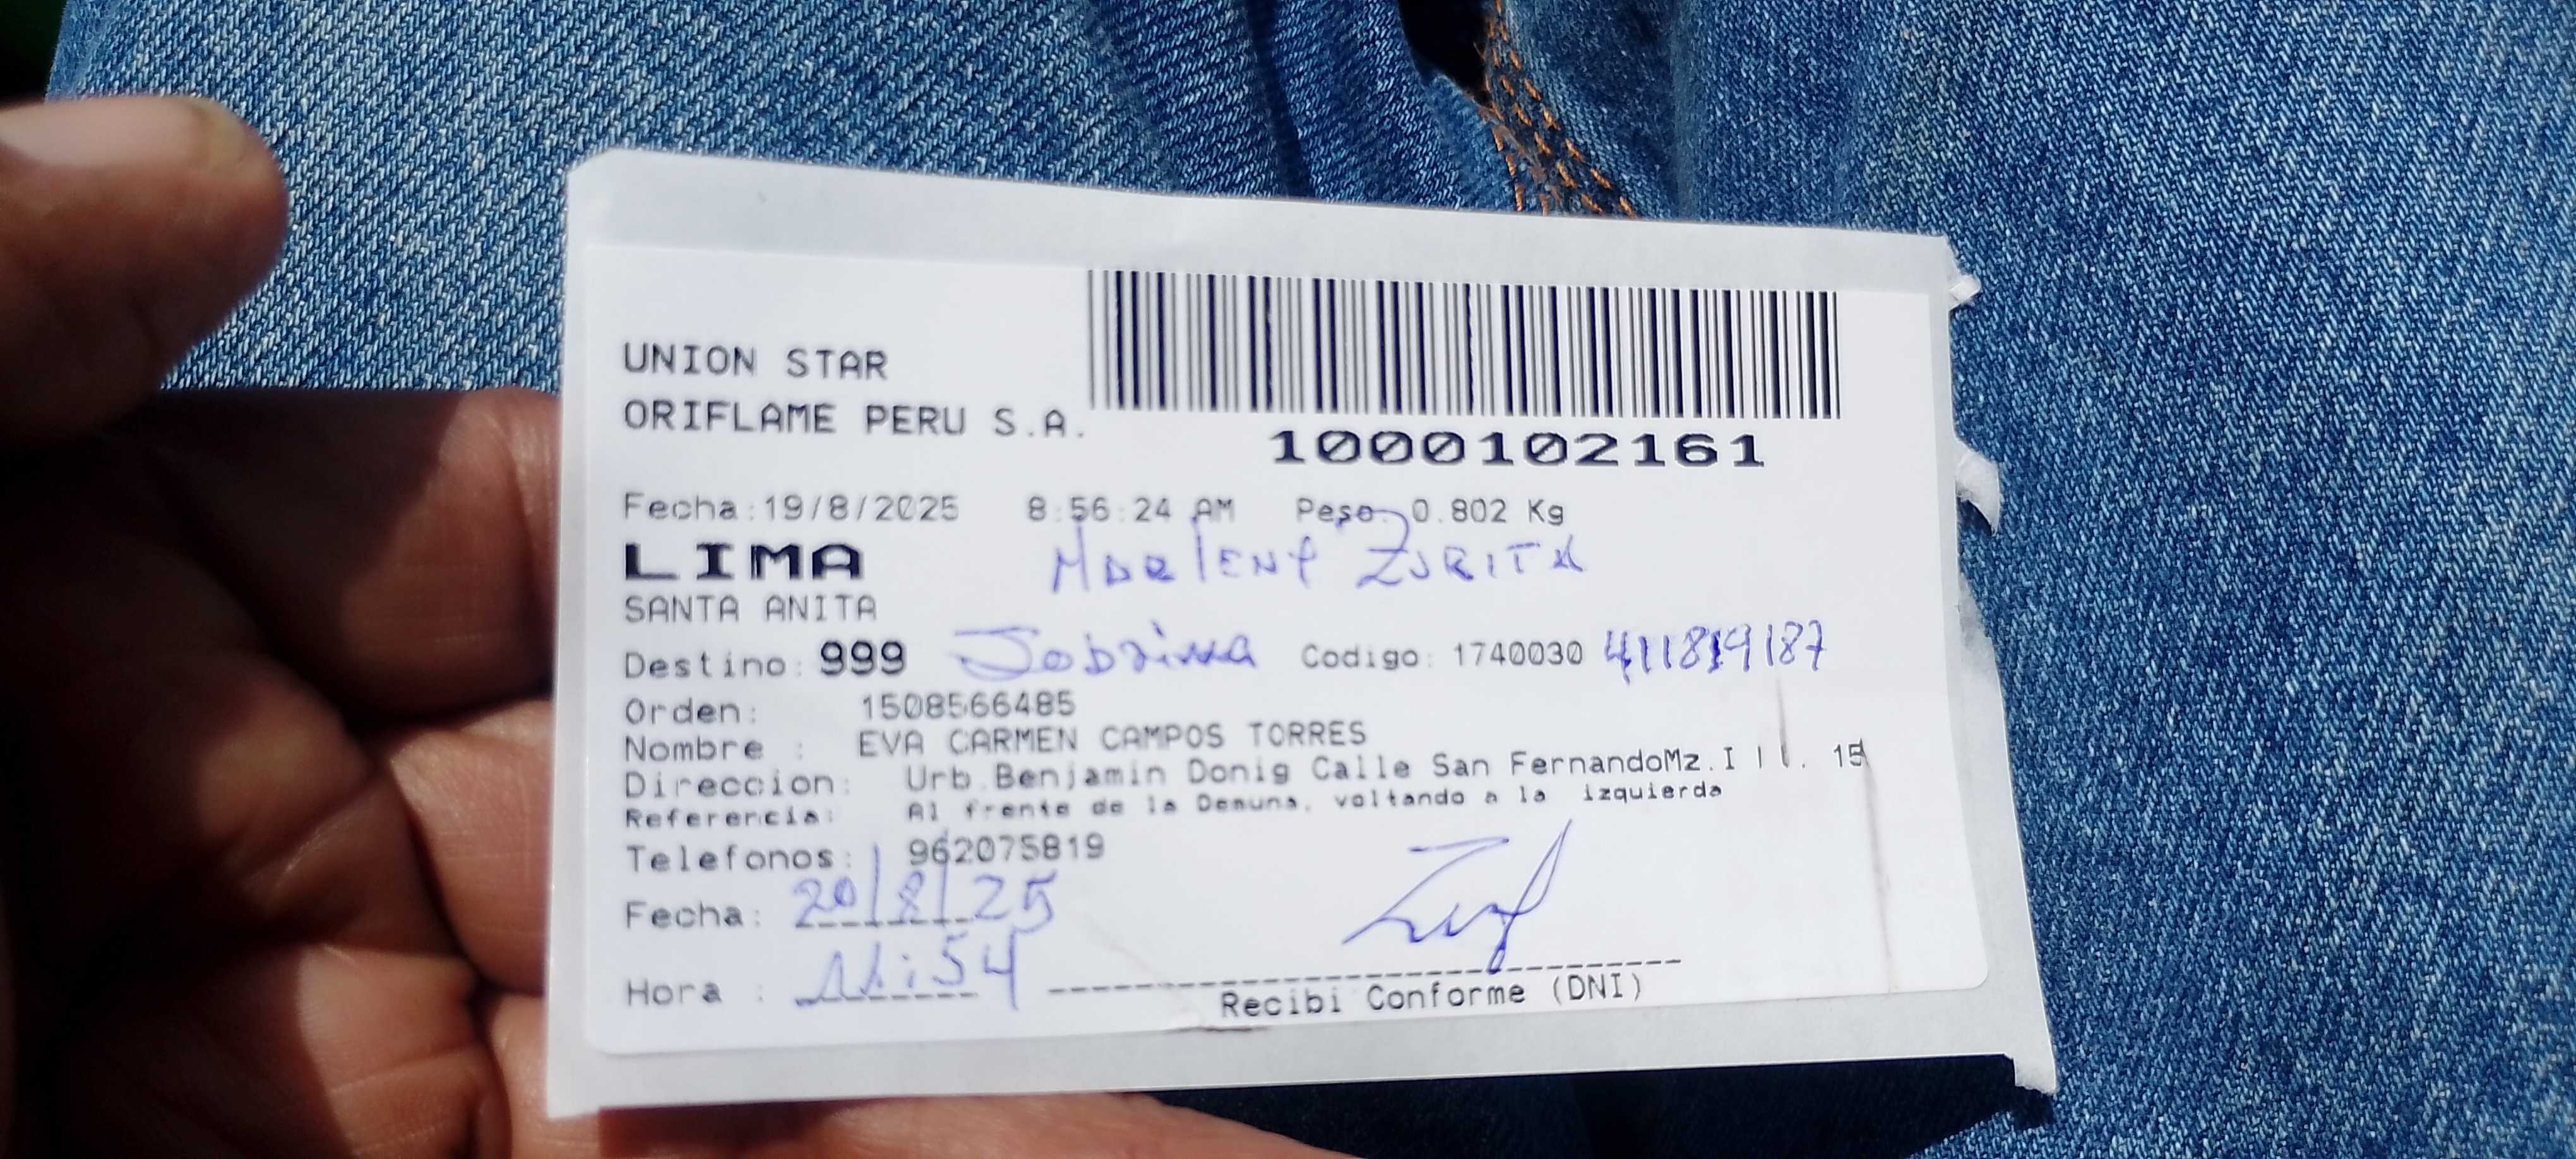 UNION STAR
ORIFLAME PERU S.A.
1000102161
Fecha:19/8/2025 8:56:24 AM Peso: 0.802 Kg
LIMA Marleny Zurita
SANTA ANITA
Destino: 999 Sobrina Codigo: 1740030
Orden: 1508566485
Nombre : EVA CARMEN CAMPOS TORRES
Direccion: Urb.Benjamin Donig Calle San FernandoMz.I lt. 15
Referencia: Al frente de la Demuna, voltando a la izquierda
Telefonos: 962075819
Fecha: 20/8/25
Hora : 11:54
Recibi Conforme (DNI)